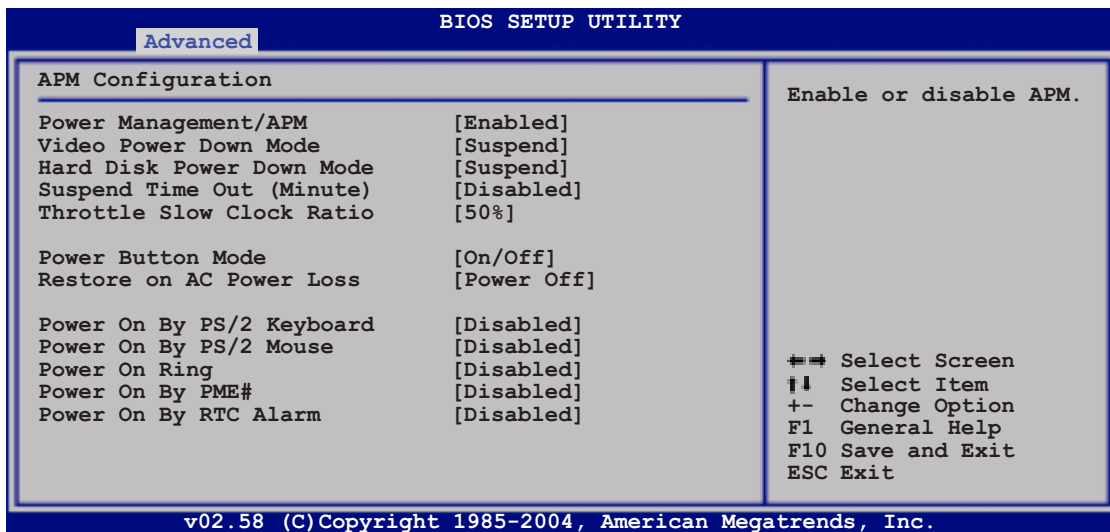 BIOS SETUP UTILITY
Advanced
APM Configuration
Power Management/APM [Enabled]
Video Power Down Mode [Suspend]
Hard Disk Power Down Mode [Suspend]
Suspend Time Out (Minute) [Disabled]
Throttle Slow Clock Ratio [50%]
Power Button Mode [On/Off]
Restore on AC Power Loss [Power Off]
Power On By PS/2 Keyboard [Disabled]
Power On By PS/2 Mouse [Disabled]
Power On Ring [Disabled]
Power On By PME# [Disabled]
Power On By RTC Alarm [Disabled]
Enable or disable APM.
←→ Select Screen
↑↓ Select Item
+- Change Option
F1 General Help
F10 Save and Exit
ESC Exit
v02.58 (C)Copyright 1985-2004, American Megatrends, Inc.